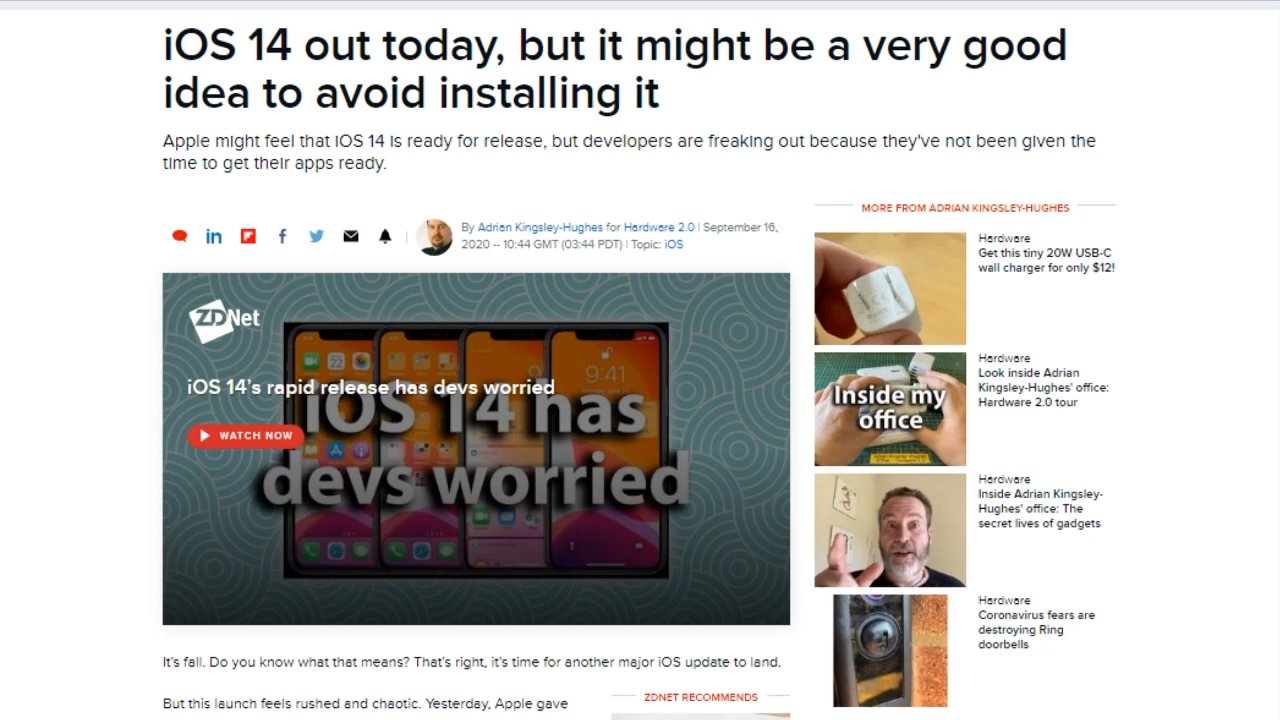 iOS 14 out today, but it might be a very good
idea to avoid installing it
Apple might feel that iOS 14 is ready for release, but developers are freaking out because they've not been given the
time to get their apps ready.
By Adrian Kingsley-Hughes for Hardware 2.0 | September 16,
2020 -- 10:44 GMT (03:44 PDT) | Topic: iOS
ZDNet
iOS 14's rapid release has devs worried
WATCH NOW
9:41
iOS 14 has
devs worried
It's fall. Do you know what that means? That's right, it's time for another major iOS update to land.
But this launch feels rushed and chaotic. Yesterday, Apple gave
ZDNET RECOMMENDS
MORE FROM ADRIAN KINGSLEY-HUGHES
Hardware
Get this tiny 20W USB-C
wall charger for only $12!
Inside my
office
Hardware
Look inside Adrian
Kingsley-Hughes' office:
Hardware 2.0 tour
Hardware
Inside Adrian Kingsley-
Hughes' office: The
secret lives of gadgets
Hardware
Coronavirus fears are
destroying Ring
doorbells